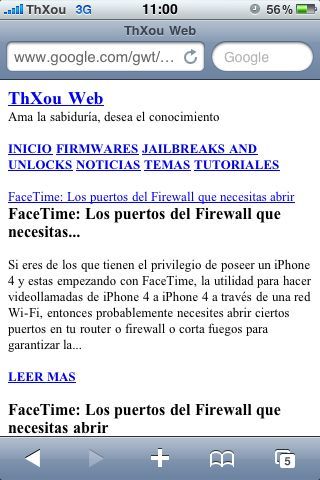 ThXou 3G 11:00 56%
ThXou Web
www.google.com/gwt/... Google
ThXou Web
Ama la sabiduría, desea el conocimiento
INICIO FIRMWARES JAILBREAKS AND
UNLOCKS NOTICIAS TEMAS TUTORIALES
FaceTime: Los puertos del Firewall que necesitas abrir
FaceTime: Los puertos del Firewall que
necesitas...
Si eres de los que tienen el privilegio de poseer un iPhone
4 y estas empezando con FaceTime, la utilidad para hacer
videollamadas de iPhone 4 a iPhone 4 a través de una red
Wi-Fi, entonces probablemente necesites abrir ciertos
puertos en tu router o firewall o corta fuegos para
garantizar la...
LEER MAS
FaceTime: Los puertos del Firewall que
necesitas abrir
5